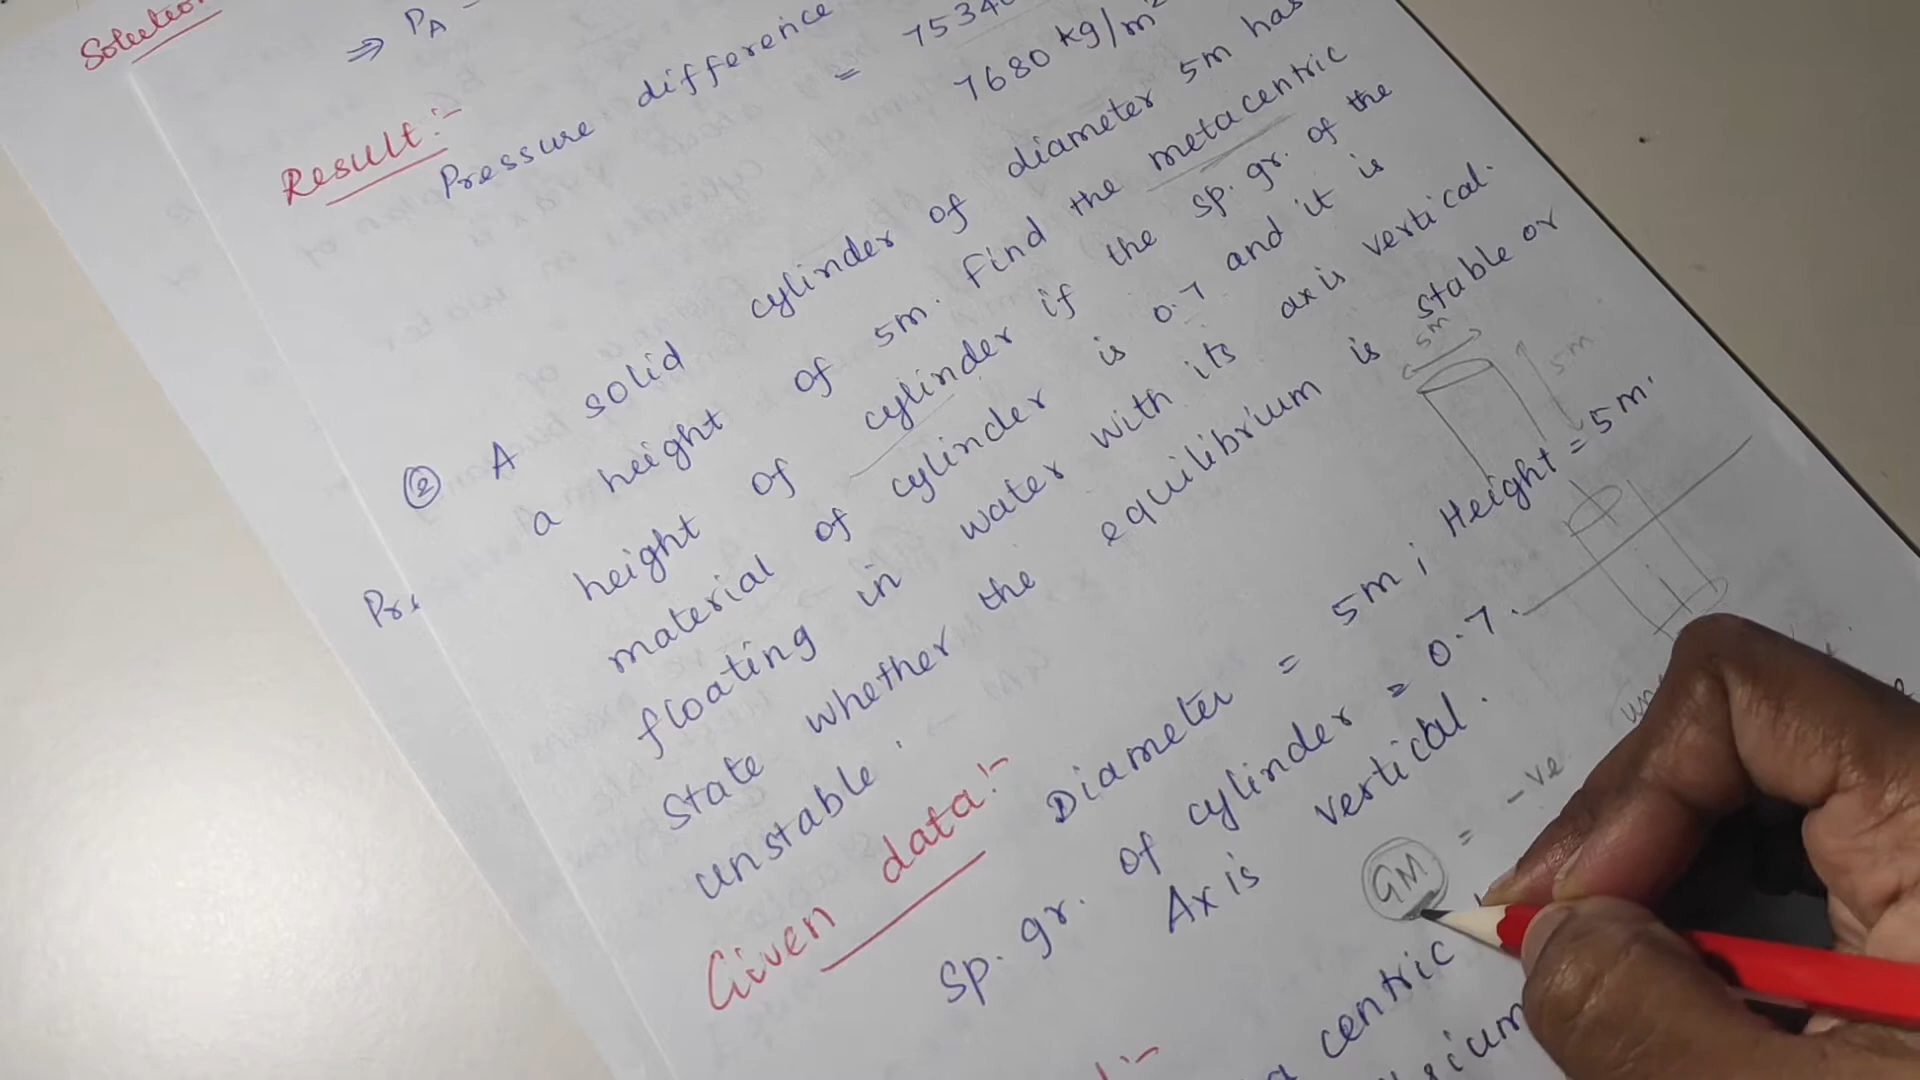 Solution
⇒ PA
Result:-
Pressure difference
= 7534
7680 kg/m²
② A solid cylinder of diameter 5m has
a height of 5m. Find the metacentric
height of cylinder if the sp. gr. of the
material of cylinder is 0.7 and it is
floating in water with its axis vertical.
State whether the equilibrium is stable or
unstable.
5m
5m
Given data:-
Diameter = 5m; Height = 5m.
Sp. gr. of cylinder = 0.7.
Axis vertical.
GM = -ve
centric